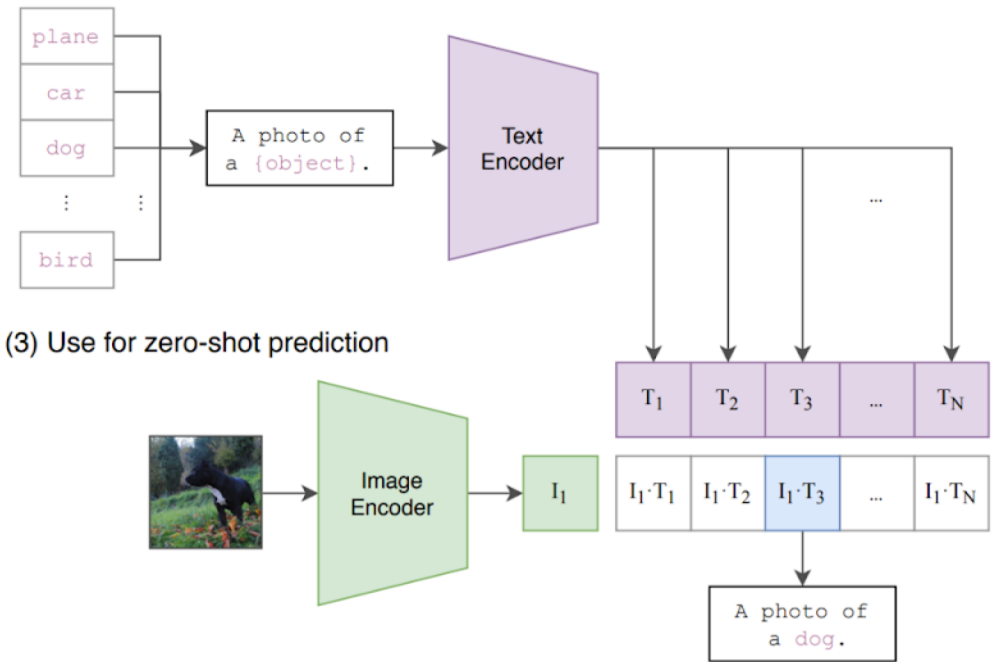 plane
car
dog
⋮ ⋮
bird
A photo of
a {object}.
Text
Encoder
...
(3) Use for zero-shot prediction
T1 T2 T3 ... TN
Image
Encoder
I1
I1·T1 I1·T2 I1·T3 ... I1·TN
A photo of
a dog.